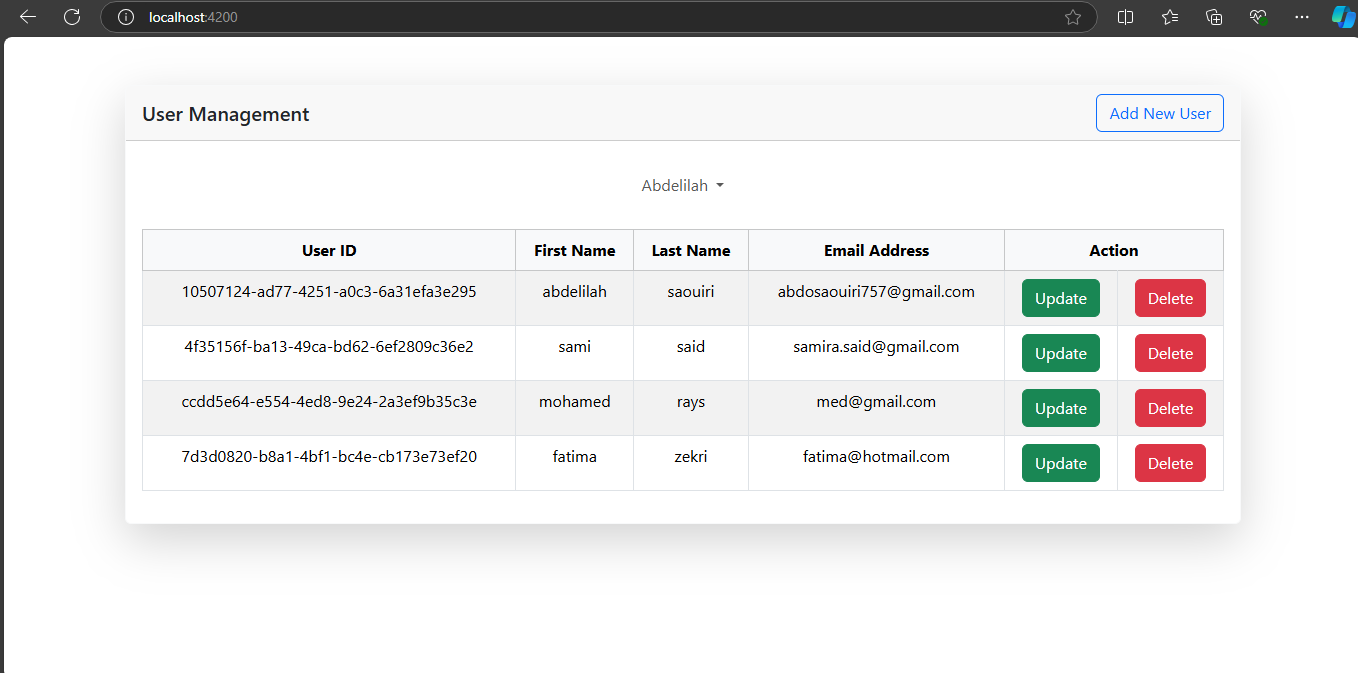 localhost:4200
User Management
Add New User
Abdelilah
User ID First Name Last Name Email Address Action
10507124-ad77-4251-a0c3-6a31efa3e295 abdelilah saouiri abdosaouiri757@gmail.com Update Delete
4f35156f-ba13-49ca-bd62-6ef2809c36e2 sami said samira.said@gmail.com Update Delete
ccdd5e64-e554-4ed8-9e24-2a3ef9b35c3e mohamed rays med@gmail.com Update Delete
7d3d0820-b8a1-4bf1-bc4e-cb173e73ef20 fatima zekri fatima@hotmail.com Update Delete